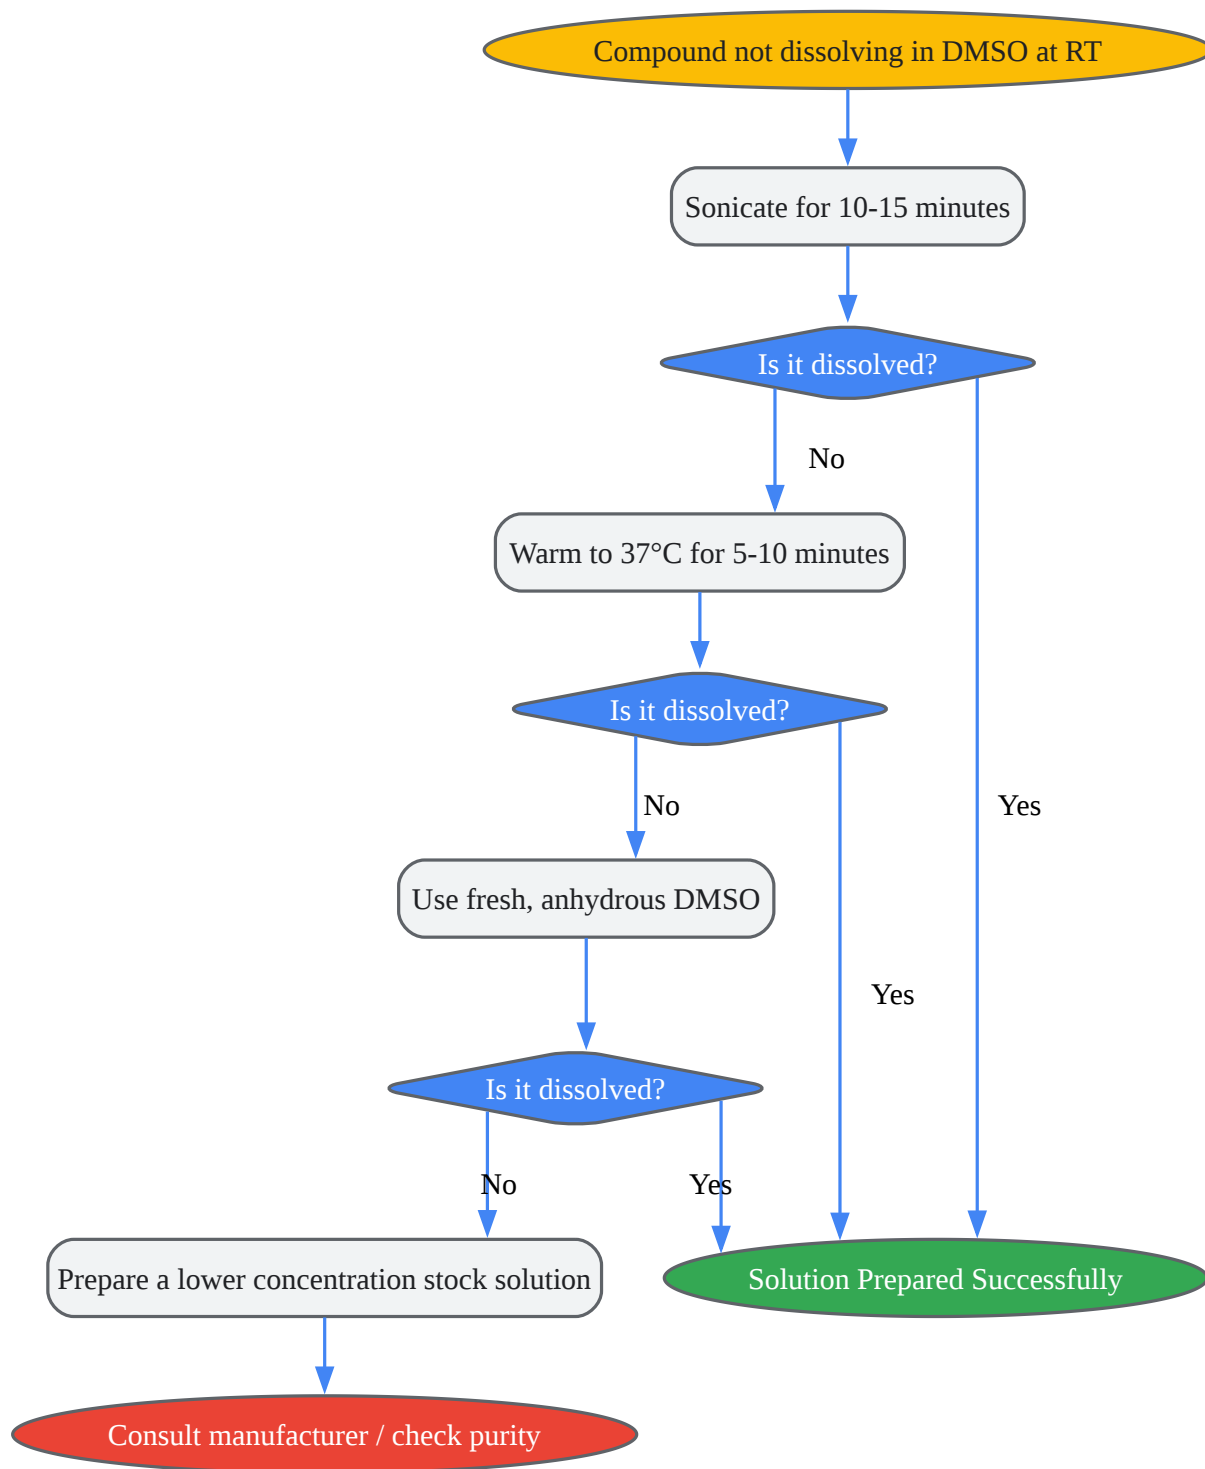 Compound not dissolving in DMSO at RT
Sonicate for 10-15 minutes
Is it dissolved?
No
Warm to 37°C for 5-10 minutes
Is it dissolved?
No
Yes
Use fresh, anhydrous DMSO
Yes
Is it dissolved?
No
Yes
Prepare a lower concentration stock solution
Solution Prepared Successfully
Consult manufacturer / check purity